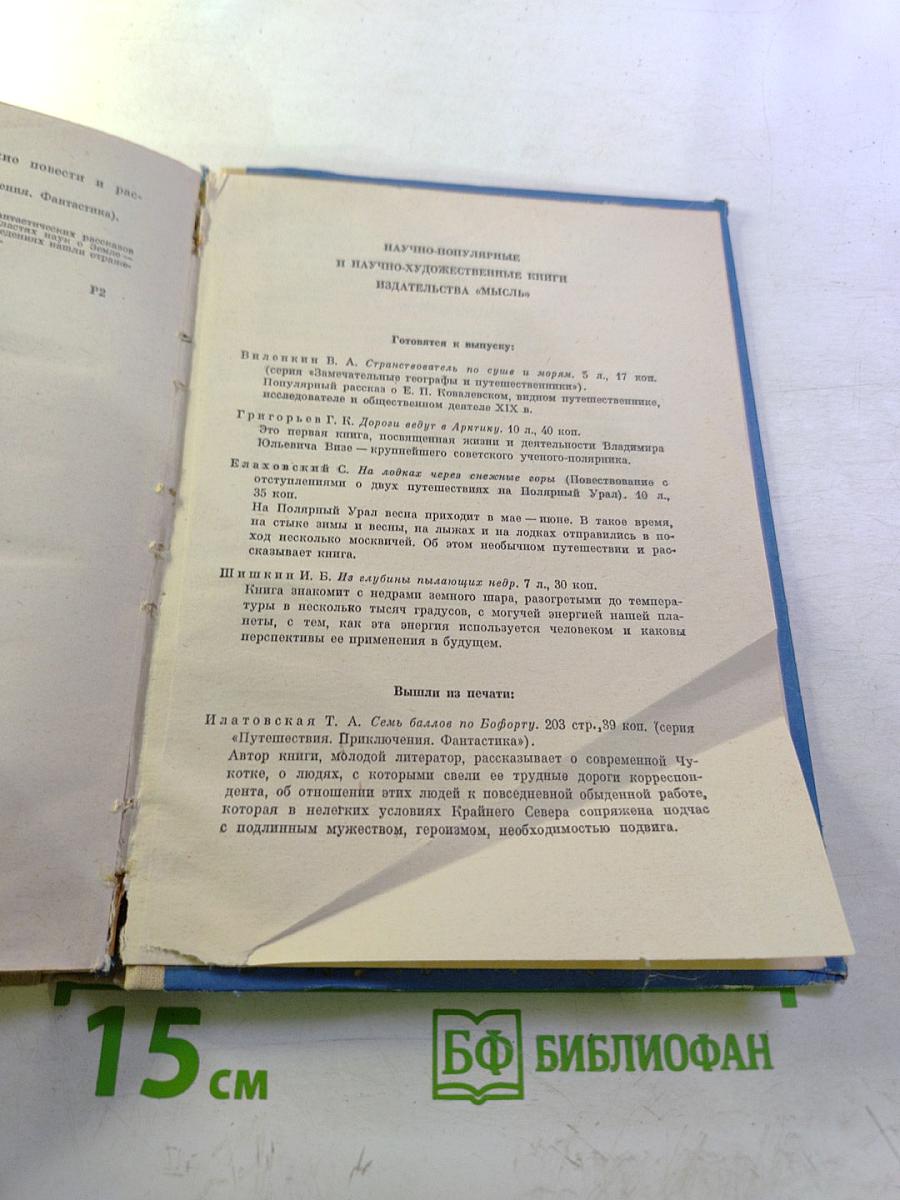 повести и рас-
Фантастика).
рассказов
наук о Земле —
нашли отраже-
Р2
НАУЧНО-ПОПУЛЯРНЫЕ
И НАУЧНО-ХУДОЖЕСТВЕННЫЕ КНИГИ
ИЗДАТЕЛЬСТВА «МЫСЛЬ»
Готовятся к выпуску:
Виленкин В. А. Странствователь по суше и морям. 5 л., 17 коп.
(серия «Замечательные географы и путешественники»).
Популярный рассказ о Е. П. Ковалевском, видном путешественнике,
исследователе и общественном деятеле XIX в.
Григорьев Г. К. Дороги ведут в Арктику. 10 л., 40 коп.
Это первая книга, посвященная жизни и деятельности Владимира
Юльевича Визе — крупнейшего советского ученого-полярника.
Елаховский С. На лодках через снежные горы (Повествование с
отступлениями о двух путешествиях на Полярный Урал). 10 л.,
35 коп.
На Полярный Урал весна приходит в мае — июне. В такое время,
на стыке зимы и весны, на лыжах и на лодках отправились в по-
ход несколько москвичей. Об этом необычном путешествии и рас-
сказывает книга.
Шишкин И. Б. Из глубины пылающих недр. 7 л., 30 коп.
Книга знакомит с недрами земного шара, разогретыми до темпера-
туры в несколько тысяч градусов, с могучей энергией нашей пла-
неты, с тем, как эта энергия используется человеком и каковы
перспективы ее применения в будущем.
Вышли из печати:
Илатовская Т. А. Семь баллов по Бофорту. 203 стр., 39 коп. (серия
«Путешествия. Приключения. Фантастика»).
Автор книги, молодой литератор, рассказывает о современной Чу-
котке, о людях, с которыми свели ее трудные дороги корреспон-
дента, об отношении этих людей к повседневной обыденной работе,
которая в нелегких условиях Крайнего Севера сопряжена подчас
с подлинным мужеством, героизмом, необходимостью подвига.
15 см
БФ БИБЛИОФАН